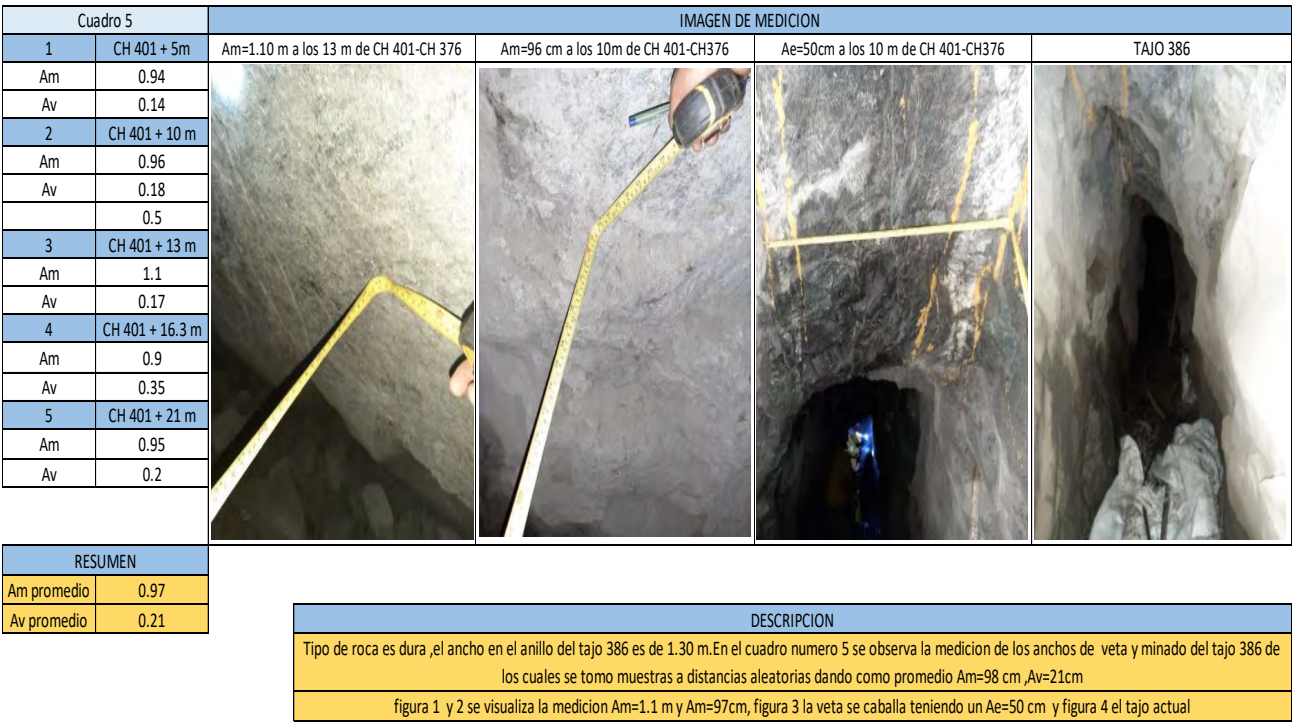 Cuadro 5 IMAGEN DE MEDICION
1 CH 401 + 5m Am=1.10 m a los 13 m de CH 401-CH 376 Am=96 cm a los 10m de CH 401-CH376 Ae=50cm a los 10 m de CH 401-CH376 TAJO 386
Am 0.94
Av 0.14
2 CH 401 + 10 m
Am 0.96
Av 0.18
0.5
3 CH 401 + 13 m
Am 1.1
Av 0.17
4 CH 401 + 16.3 m
Am 0.9
Av 0.35
5 CH 401 + 21 m
Am 0.95
Av 0.2
RESUMEN
Am promedio 0.97
Av promedio 0.21
DESCRIPCION
Tipo de roca es dura ,el ancho en el anillo del tajo 386 es de 1.30 m.En el cuadro numero 5 se observa la medicion de los anchos de veta y minado del tajo 386 de
los cuales se tomo muestras a distancias aleatorias dando como promedio Am=98 cm ,Av=21cm
figura 1 y 2 se visualiza la medicion Am=1.1 m y Am=97cm, figura 3 la veta se caballa teniendo un Ae=50 cm y figura 4 el tajo actual